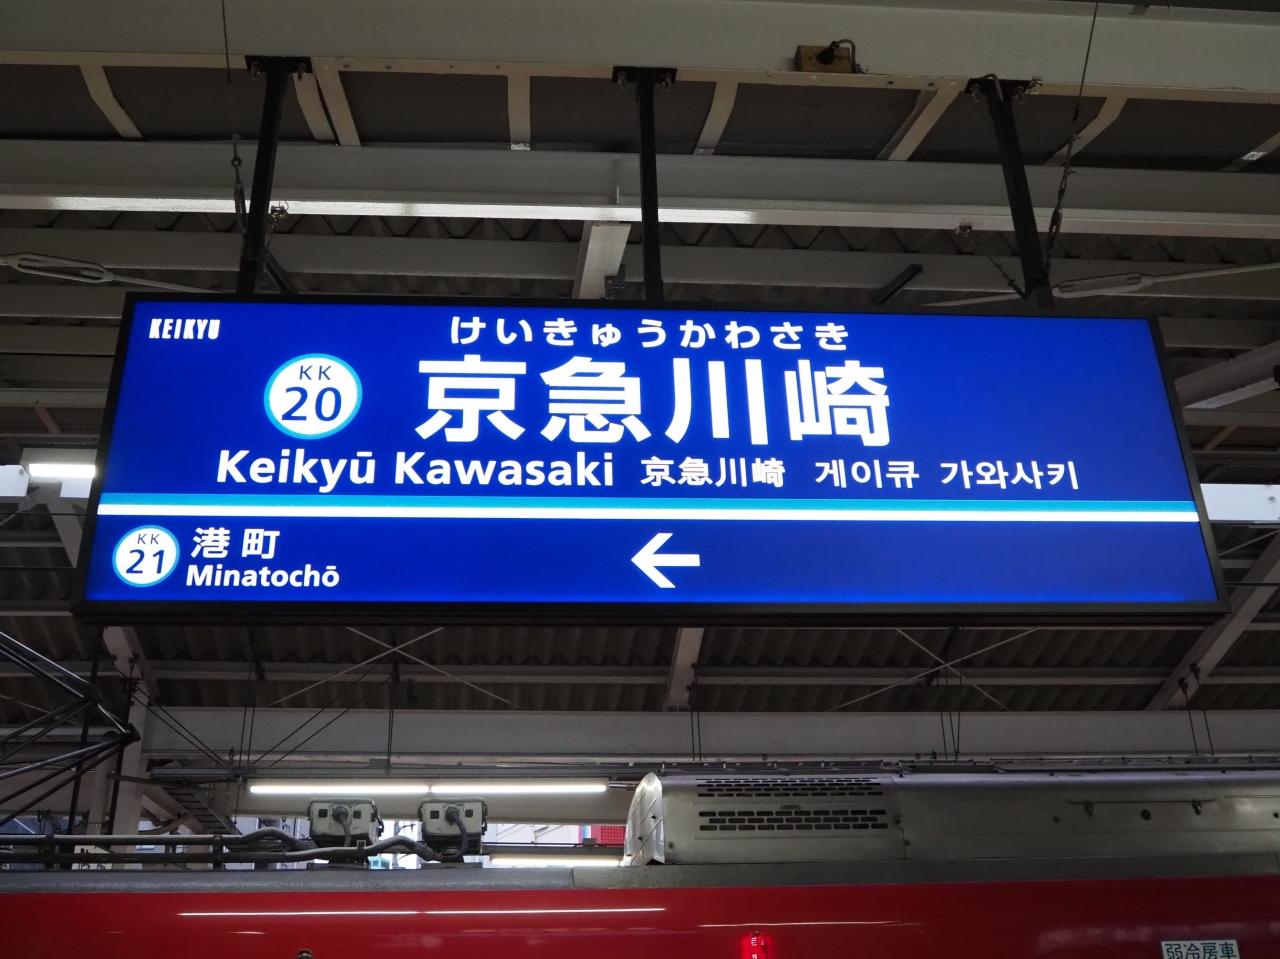 KEIKYU
けいきゅうかわさき
KK
20
京急川崎
Keikyū Kawasaki 京急川崎 게이큐 가와사키
KK
21
港町
Minatochō
←
弱冷房車